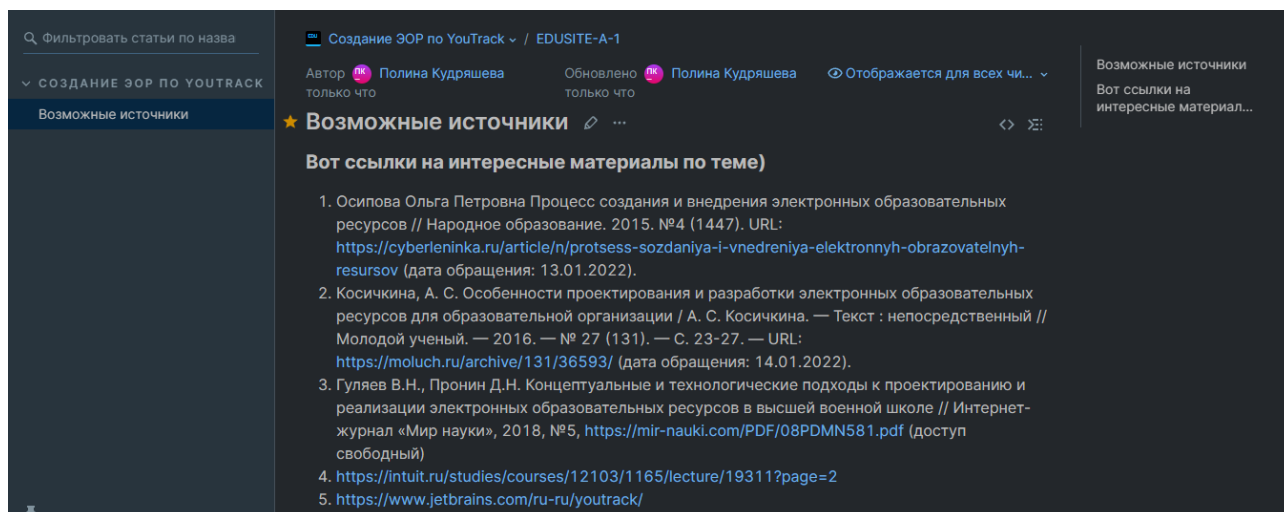 Фильтровать статьи по назва
СОЗДАНИЕ ЭОР ПО YOUTRACK
Возможные источники
Создание ЭОР по YouTrack / EDUSITE-A-1
Автор ПК Полина Кудряшева
только что
Обновлено ПК Полина Кудряшева
только что
Отображается для всех чи...
Возможные источники ...
Вот ссылки на интересные материалы по теме)
1. Осипова Ольга Петровна Процесс создания и внедрения электронных образовательных
ресурсов // Народное образование. 2015. №4 (1447). URL:
https://cyberleninka.ru/article/n/protsess-sozdaniya-i-vnedreniya-elektronnyh-obrazovatelnyh-
resursov (дата обращения: 13.01.2022).
2. Косичкина, А. С. Особенности проектирования и разработки электронных образовательных
ресурсов для образовательной организации / А. С. Косичкина. — Текст : непосредственный //
Молодой ученый. — 2016. — № 27 (131). — С. 23-27. — URL:
https://moluch.ru/archive/131/36593/ (дата обращения: 14.01.2022).
3. Гуляев В.Н., Пронин Д.Н. Концептуальные и технологические подходы к проектированию и
реализации электронных образовательных ресурсов в высшей военной школе // Интернет-
журнал «Мир науки», 2018, №5, https://mir-nauki.com/PDF/08PDMN581.pdf (доступ
свободный)
4. https://intuit.ru/studies/courses/12103/1165/lecture/19311?page=2
5. https://www.jetbrains.com/ru-ru/youtrack/
Возможные источники
Вот ссылки на
интересные материал...